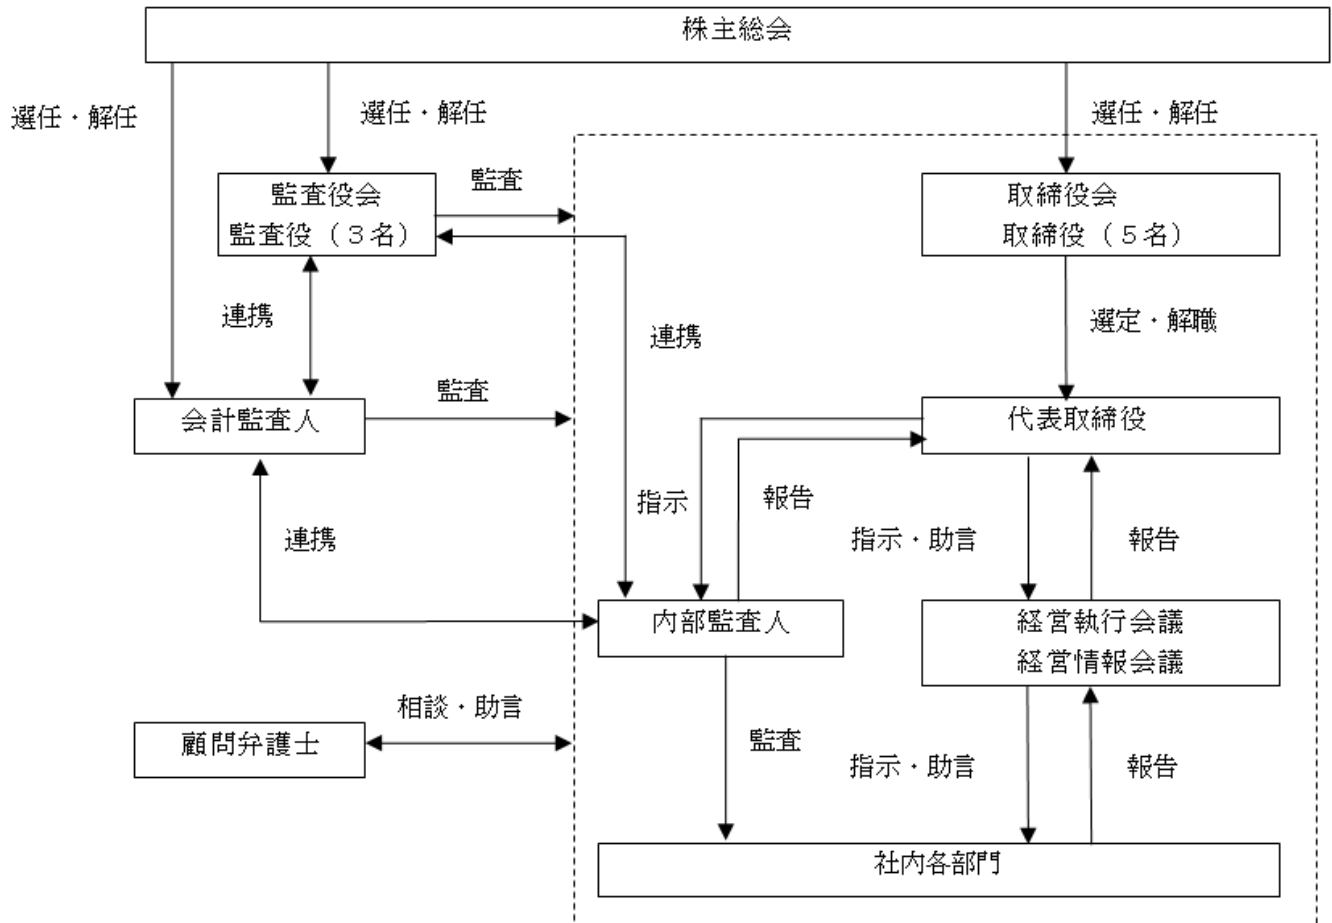 株主総会
選任・解任
選任・解任
選任・解任
監査役会
監査役（３名）
監査
取締役会
取締役（５名）
連携
連携
選定・解職
会計監査人
監査
代表取締役
連携
指示
報告
指示・助言
報告
内部監査人
経営執行会議
経営情報会議
相談・助言
顧問弁護士
監査
指示・助言
報告
社内各部門